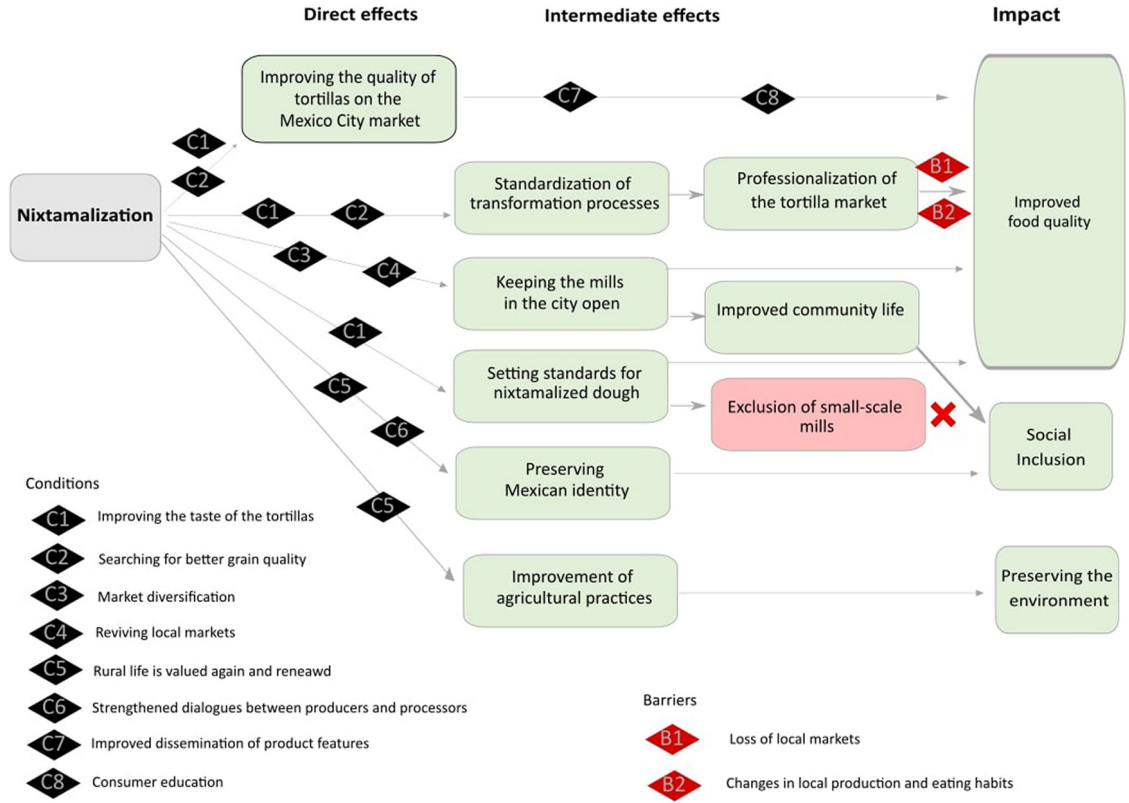 Direct effects
Intermediate effects
Impact
Improving the quality of
tortillas on the
Mexico City market
C7
C8
C1
C2
Nixtamalization
C1
C2
Standardization of
transformation processes
Professionalization of
the tortilla market
B1
B2
Improved
food quality
C3
C4
Keeping the mills
in the city open
Improved community life
C1
Setting standards for
nixtamalized dough
Exclusion of small-scale
mills
C5
C6
Preserving
Mexican identity
Social
Inclusion
C5
Improvement of
agricultural practices
Preserving the
environment
Conditions
C1 Improving the taste of the tortillas
C2 Searching for better grain quality
C3 Market diversification
C4 Reviving local markets
C5 Rural life is valued again and reneawd
C6 Strengthened dialogues between producers and processors
C7 Improved dissemination of product features
C8 Consumer education
Barriers
B1 Loss of local markets
B2 Changes in local production and eating habits